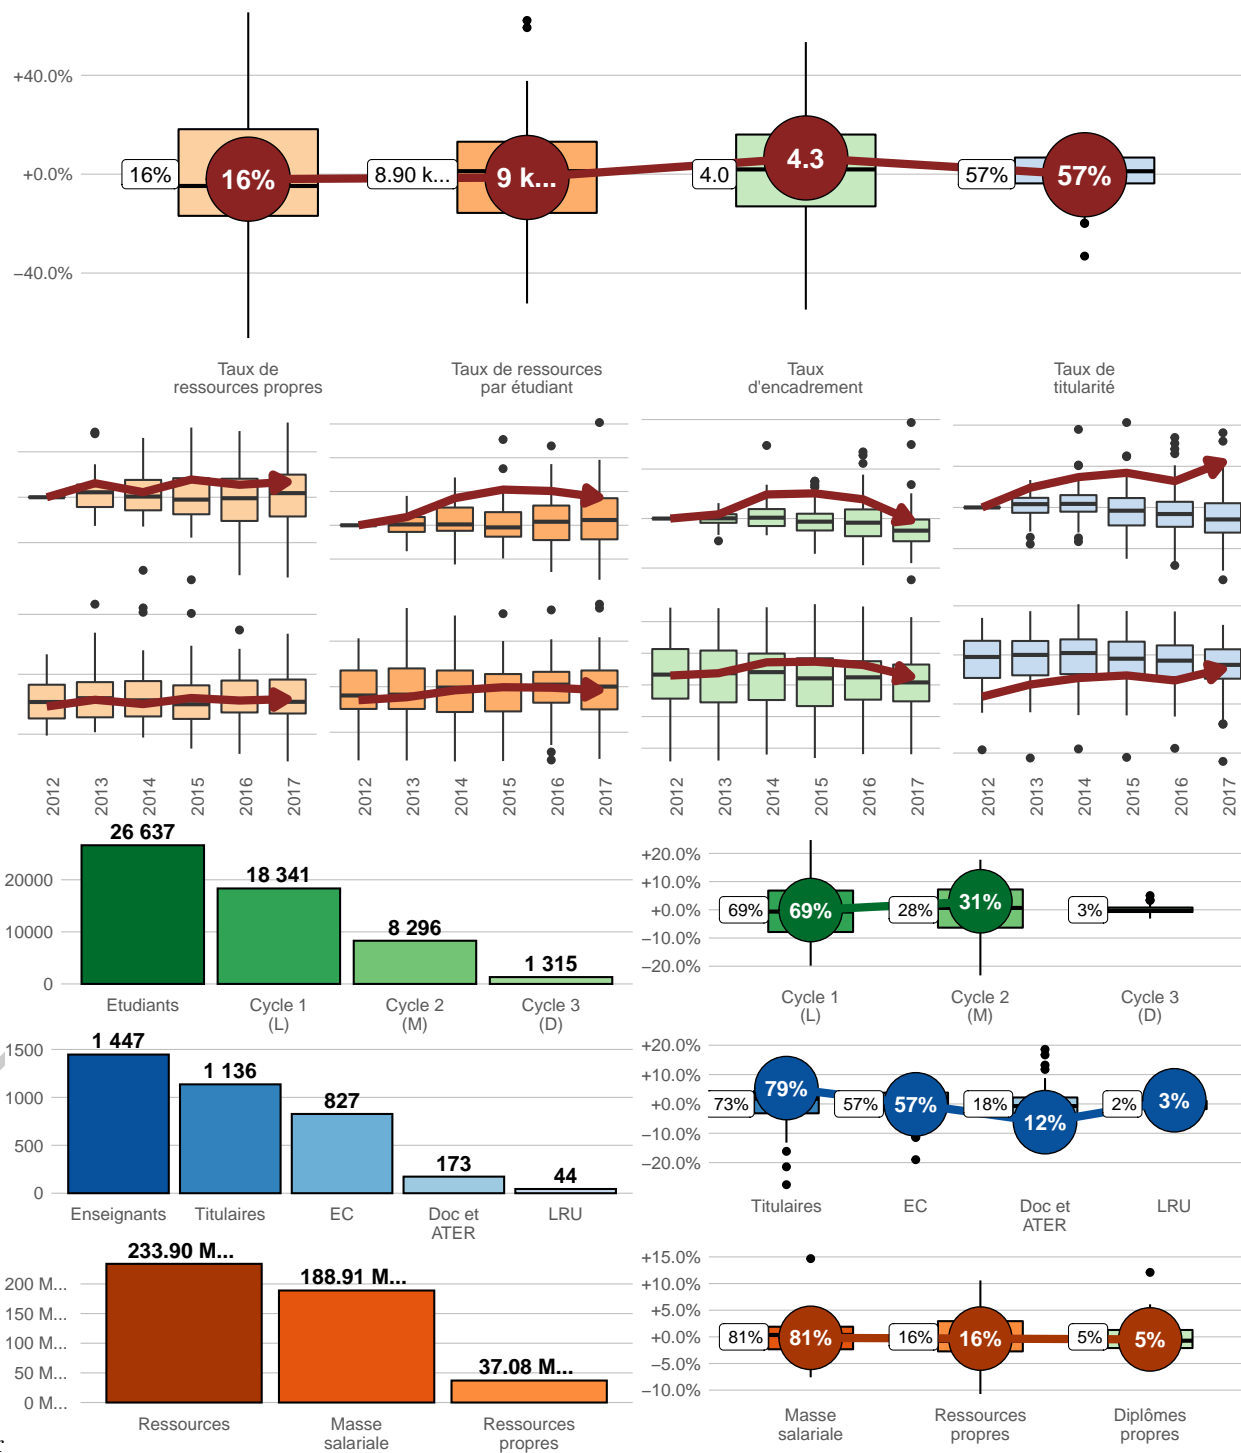 +40.0%
+0.0%
−40.0%
16%
16%
8.90 k...
9 k...
4.0
4.3
57%
57%
Taux de
ressources propres
Taux de ressources
par étudiant
Taux
d'encadrement
Taux de
titularité
2012
2013
2014
2015
2016
2017
2012
2013
2014
2015
2016
2017
2012
2013
2014
2015
2016
2017
2012
2013
2014
2015
2016
2017
20000
10000
0
26 637
18 341
8 296
1 315
Etudiants
Cycle 1
(L)
Cycle 2
(M)
Cycle 3
(D)
+20.0%
+10.0%
+0.0%
−10.0%
−20.0%
69%
69%
28%
31%
3%
Cycle 1
(L)
Cycle 2
(M)
Cycle 3
(D)
1500
1000
500
0
1 447
1 136
827
173
44
Enseignants
Titulaires
EC
Doc et
ATER
LRU
+20.0%
+10.0%
+0.0%
−10.0%
−20.0%
73%
79%
57%
57%
18%
12%
2%
3%
Titulaires
EC
Doc et
ATER
LRU
200 M...
150 M...
100 M...
50 M...
0 M...
233.90 M...
188.91 M...
37.08 M...
Ressources
Masse
salariale
Ressources
propres
+15.0%
+10.0%
+5.0%
+0.0%
−5.0%
−10.0%
81%
81%
16%
16%
5%
5%
Masse
salariale
Ressources
propres
Diplômes
propres